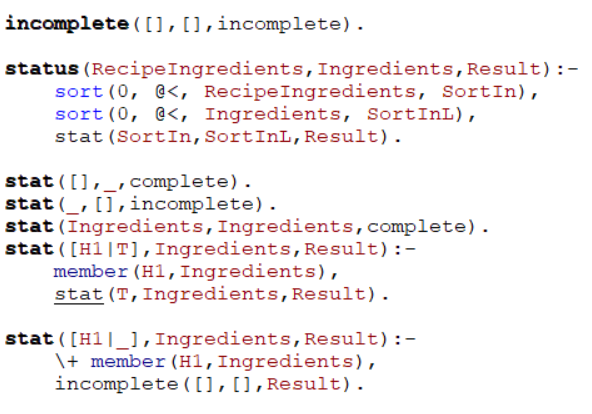 incomplete([],[],incomplete).
status(RecipeIngredients,Ingredients,Result):-
    sort(0, @<, RecipeIngredients, SortIn),
    sort(0, @<, Ingredients, SortInL),
    stat(SortIn,SortInL,Result).
stat([],_,complete).
stat(_,[],incomplete).
stat(Ingredients,Ingredients,complete).
stat([H1|T],Ingredients,Result):-
    member(H1,Ingredients),
    stat(T,Ingredients,Result).
stat([H1|_],Ingredients,Result):-
    \+ member(H1,Ingredients),
    incomplete([],[],Result).